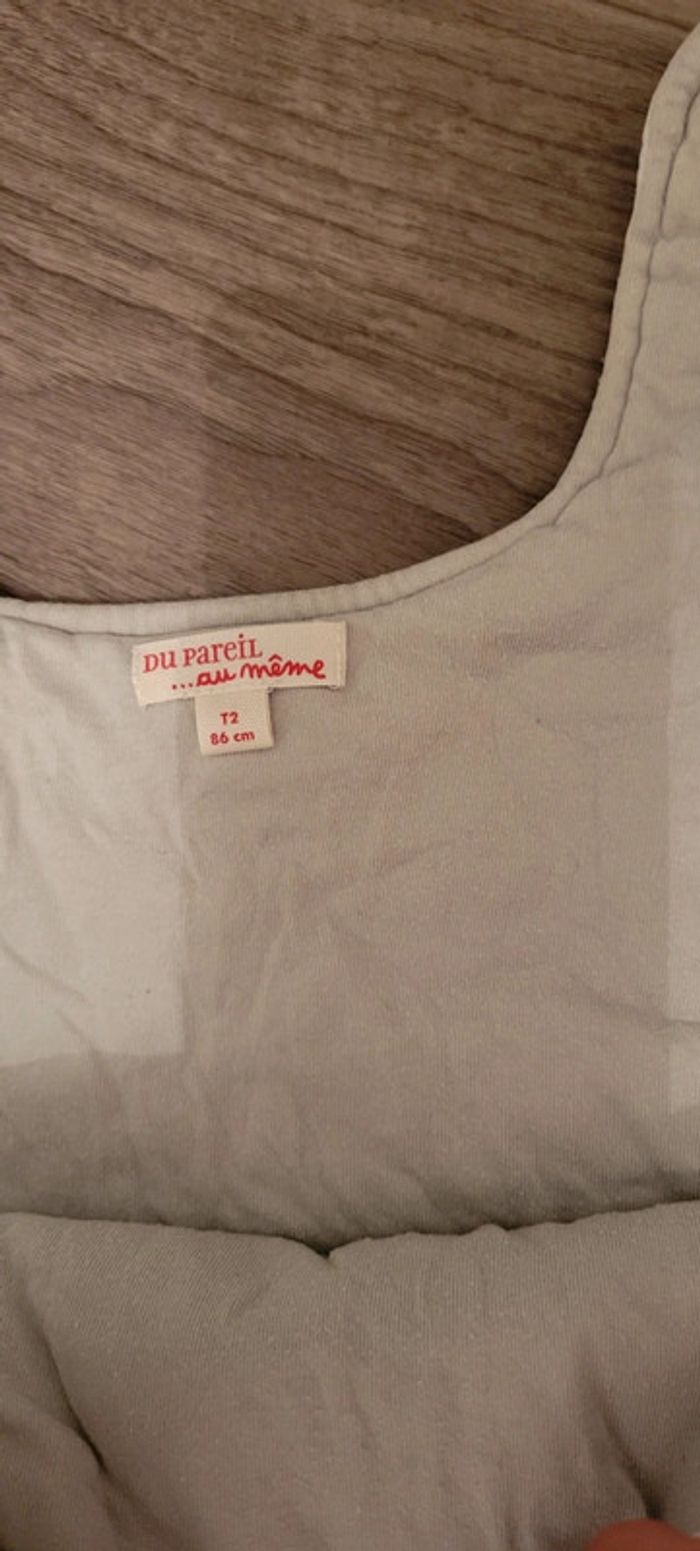 DU PAREIL
...au même
T2
86 cm